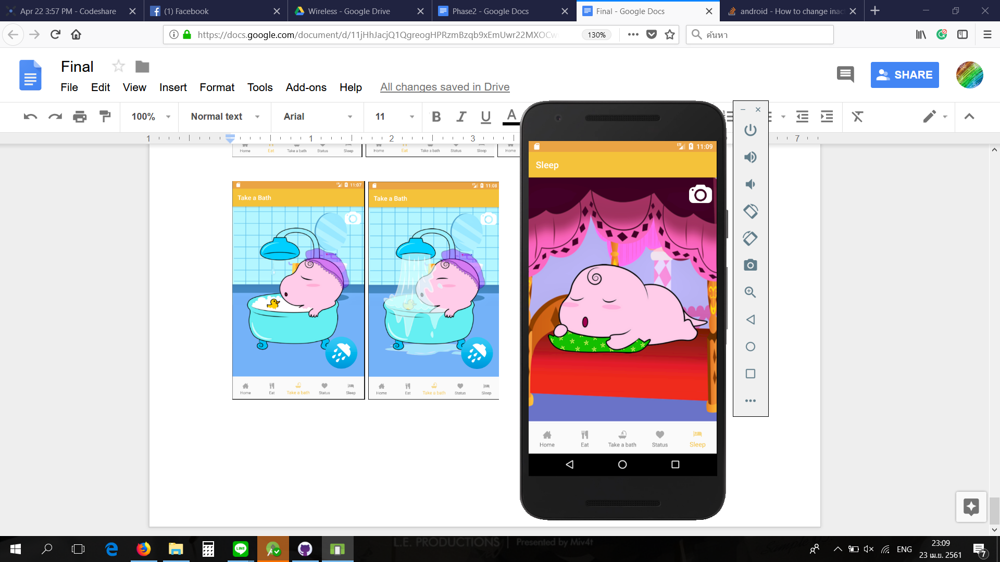 Apr 22 3:57 PM - Codeshare
(1) Facebook
Wireless - Google Drive
Phase2 - Google Docs
Final - Google Docs
android - How to change inac
https://docs.google.com/document/d/11jHhJacjQ1QgreogHPRzmBzqb9xEmUwr22MXOCw
130%
ค้นหา
Final
File Edit View Insert Format Tools Add-ons Help
All changes saved in Drive
SHARE
100% Normal text Arial 11 B I U A
1 1 2 3 7
Home Eat Take a bath Status Sleep
Home Eat Take a bath Status Sleep
Home
11:07
Take a Bath
Home Eat Take a bath Status Sleep
11:08
Take a Bath
Home Eat Take a bath Status Sleep
LTE 11:09
Sleep
Home Eat Take a bath Status Sleep
L.E. PRODUCTIONS | Presented by Miv4t
LINE
ENG
23:09
23 เม.ย. 2561
7